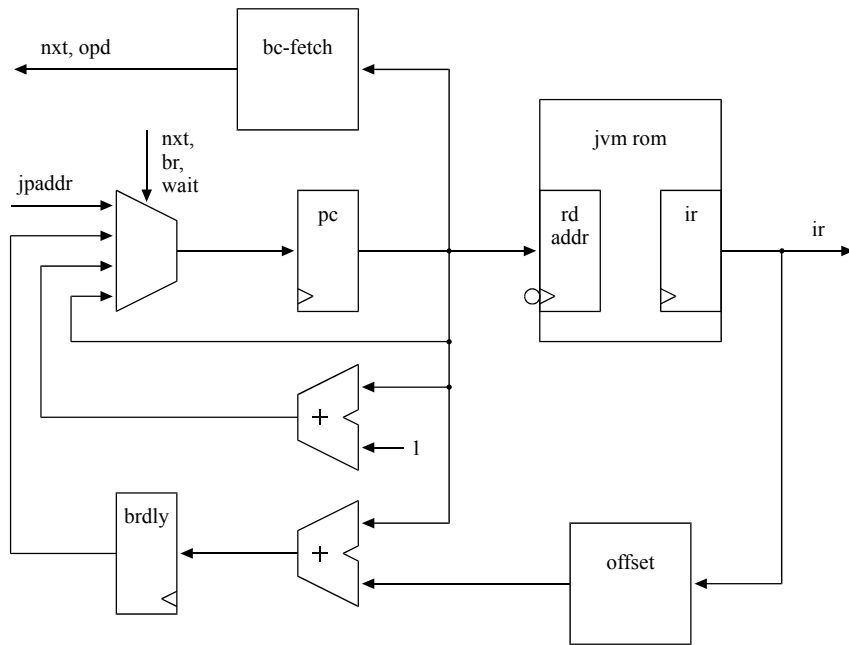 nxt, opd
bc-fetch
nxt,
br,
wait
jpaddr
pc
jvm rom
rd
addr
ir
ir
+
1
brdly
+
offset